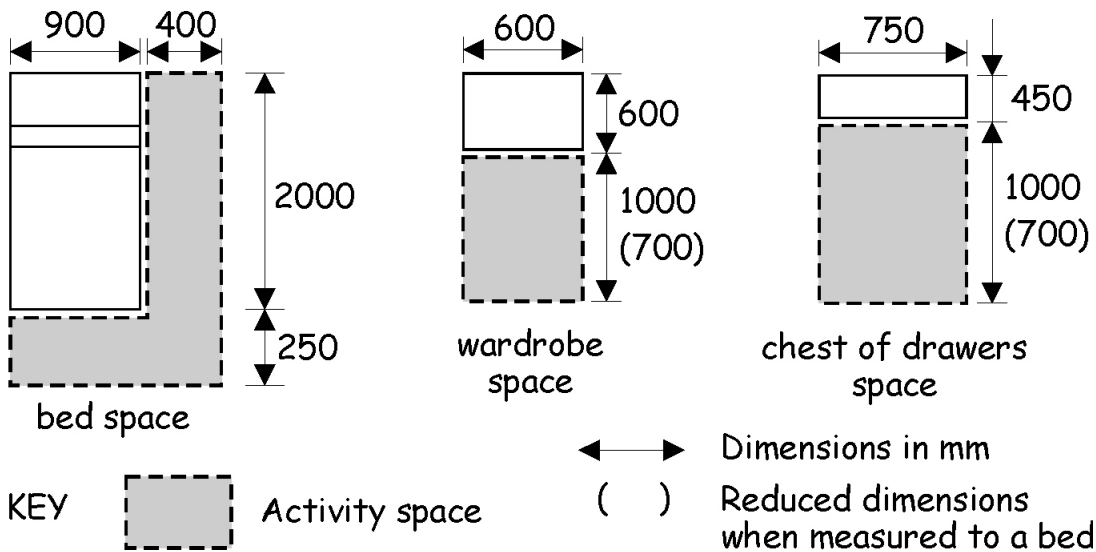 900
400
600
750
2000
250
600
1000
(700)
450
1000
(700)
bed space
wardrobe
space
chest of drawers
space
KEY
Activity space
Dimensions in mm
( )
Reduced dimensions
when measured to a bed